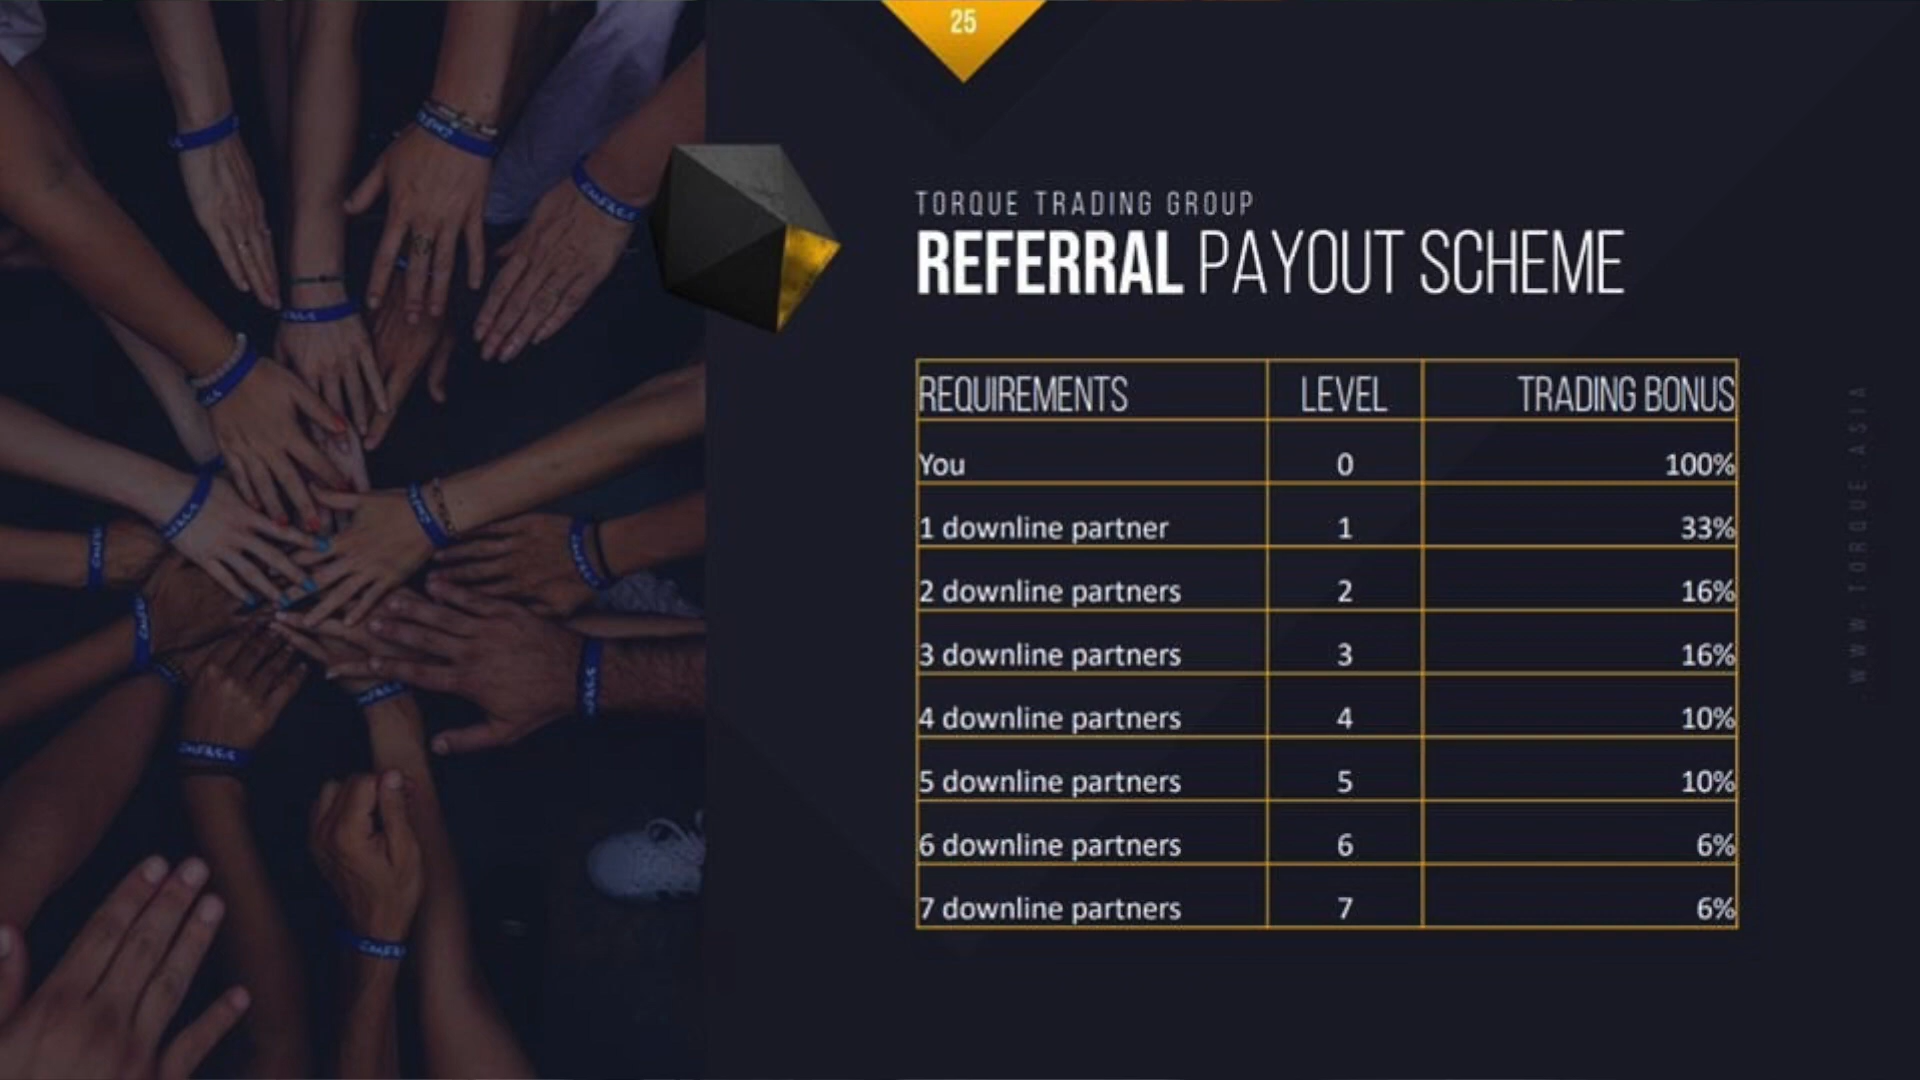 25
TORQUE TRADING GROUP
REFERRAL PAYOUT SCHEME
REQUIREMENTS LEVEL TRADING BONUS
You 0 100%
1 downline partner 1 33%
2 downline partners 2 16%
3 downline partners 3 16%
4 downline partners 4 10%
5 downline partners 5 10%
6 downline partners 6 6%
7 downline partners 7 6%
WWW.TORQUE.ASIA